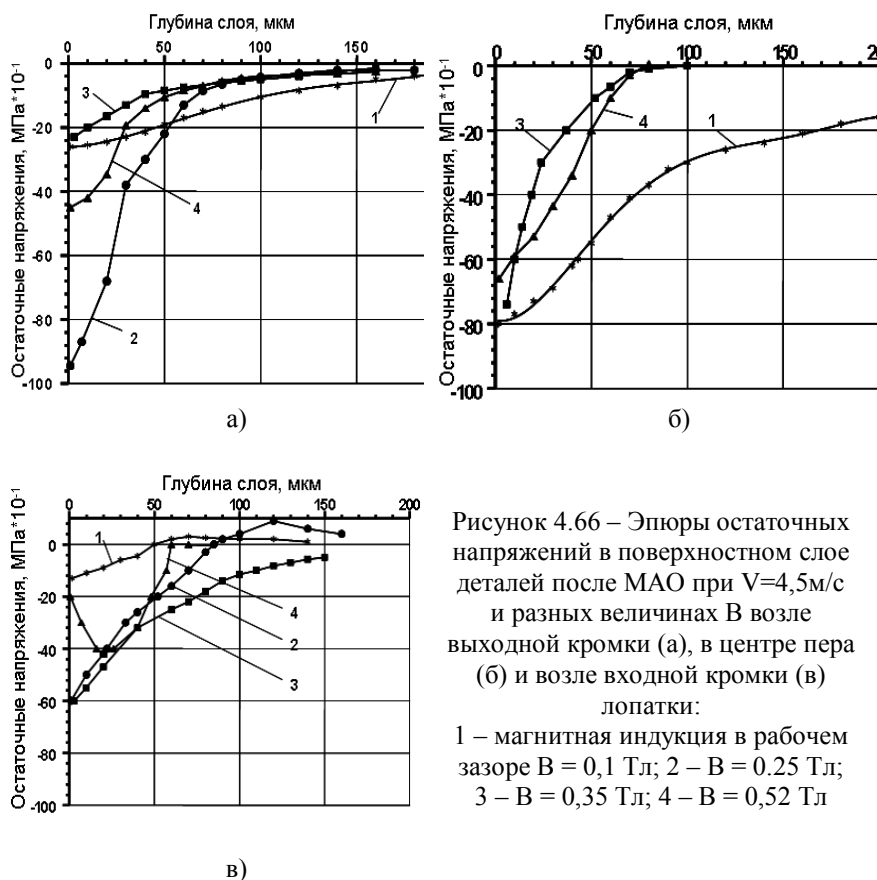 Глубина слоя, мкм
0 50 100 150
Остаточные напряжения, МПа*10⁻¹
0
-20
-40
-60
-80
-100
3
1
4
2
а)
Глубина слоя, мкм
0 50 100 150 200
Остаточные напряжения, МПа*10⁻¹
0
-20
-40
-60
-80
-100
3
4
1
б)
Глубина слоя, мкм
0 50 100 150 200
Остаточные напряжения, МПа*10⁻¹
0
-20
-40
-60
-80
-100
1
4
2
3
в)
Рисунок 4.66 – Эпюры остаточных
напряжений в поверхностном слое
деталей после МАО при V=4,5м/с
и разных величинах В возле
выходной кромки (а), в центре пера
(б) и возле входной кромки (в)
лопатки:
1 – магнитная индукция в рабочем
зазоре В = 0,1 Тл; 2 – В = 0.25 Тл;
3 – В = 0,35 Тл; 4 – В = 0,52 Тл